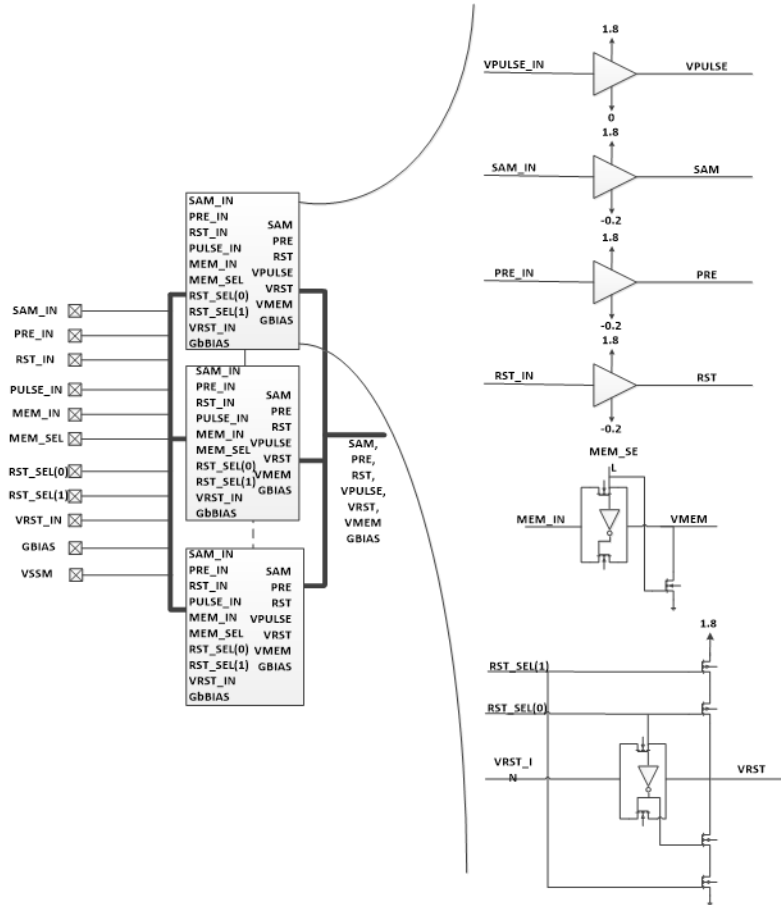 SAM_IN
PRE_IN
RST_IN
PULSE_IN
MEM_IN
MEM_SEL
RST_SEL(0)
RST_SEL(1)
VRST_IN
GBIAS
VSSM
SAM_IN
PRE_IN
RST_IN
PULSE_IN
MEM_IN
MEM_SEL
RST_SEL(0)
RST_SEL(1)
VRST_IN
GbBIAS
SAM
PRE
RST
VPULSE
VRST
VMEM
GBIAS
SAM_IN
PRE_IN
RST_IN
PULSE_IN
MEM_IN
MEM_SEL
RST_SEL(0)
RST_SEL(1)
VRST_IN
GbBIAS
SAM
PRE
RST
VPULSE
VRST
VMEM
GBIAS
SAM_IN
PRE_IN
RST_IN
PULSE_IN
MEM_IN
MEM_SEL
RST_SEL(0)
RST_SEL(1)
VRST_IN
GbBIAS
SAM
PRE
RST
VPULSE
VRST
VMEM
GBIAS
SAM,
PRE,
RST,
VPULSE,
VRST,
VMEM
GBIAS
1.8
VPULSE_IN
VPULSE
0
1.8
SAM_IN
SAM
-0.2
1.8
PRE_IN
PRE
-0.2
1.8
RST_IN
RST
-0.2
MEM_SE
L
MEM_IN
VMEM
1.8
RST_SEL(1)
RST_SEL(0)
VRST_I
N
VRST